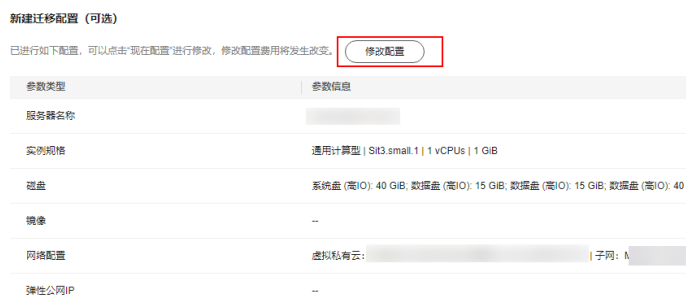 新建迁移配置（可选）
已进行如下配置，可以点击“现在配置”进行修改，修改配置费用将发生改变。 修改配置
参数类型 参数信息
服务器名称
实例规格 通用计算型 | Sit3.small.1 | 1 vCPUs | 1 GiB
磁盘 系统盘 (高IO): 40 GiB; 数据盘 (高IO): 15 GiB; 数据盘 (高IO): 15 GiB; 数据盘 (高IO): 40
镜像 --
网络配置 虚拟私有云： | 子网：
弹性公网IP --